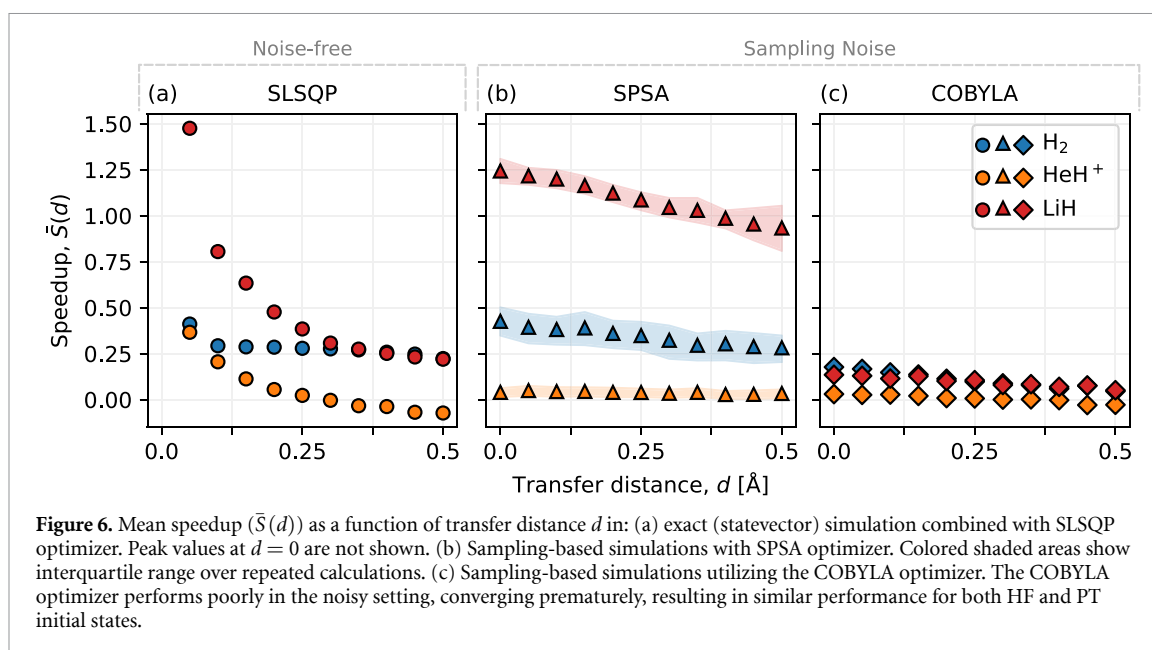 Noise-free
Sampling Noise
(a) SLSQP
(b) SPSA
(c) COBYLA
1.50
1.25
1.00
0.75
0.50
0.25
0.00
Speedup, S̄(d)
H₂
HeH⁺
LiH
0.0 0.25 0.5
0.0 0.25 0.5
0.0 0.25 0.5
Transfer distance, d [Å]
Figure 6. Mean speedup (S̄(d)) as a function of transfer distance d in: (a) exact (statevector) simulation combined with SLSQP
optimizer. Peak values at d = 0 are not shown. (b) Sampling-based simulations with SPSA optimizer. Colored shaded areas show
interquartile range over repeated calculations. (c) Sampling-based simulations utilizing the COBYLA optimizer. The COBYLA
optimizer performs poorly in the noisy setting, converging prematurely, resulting in similar performance for both HF and PT
initial states.